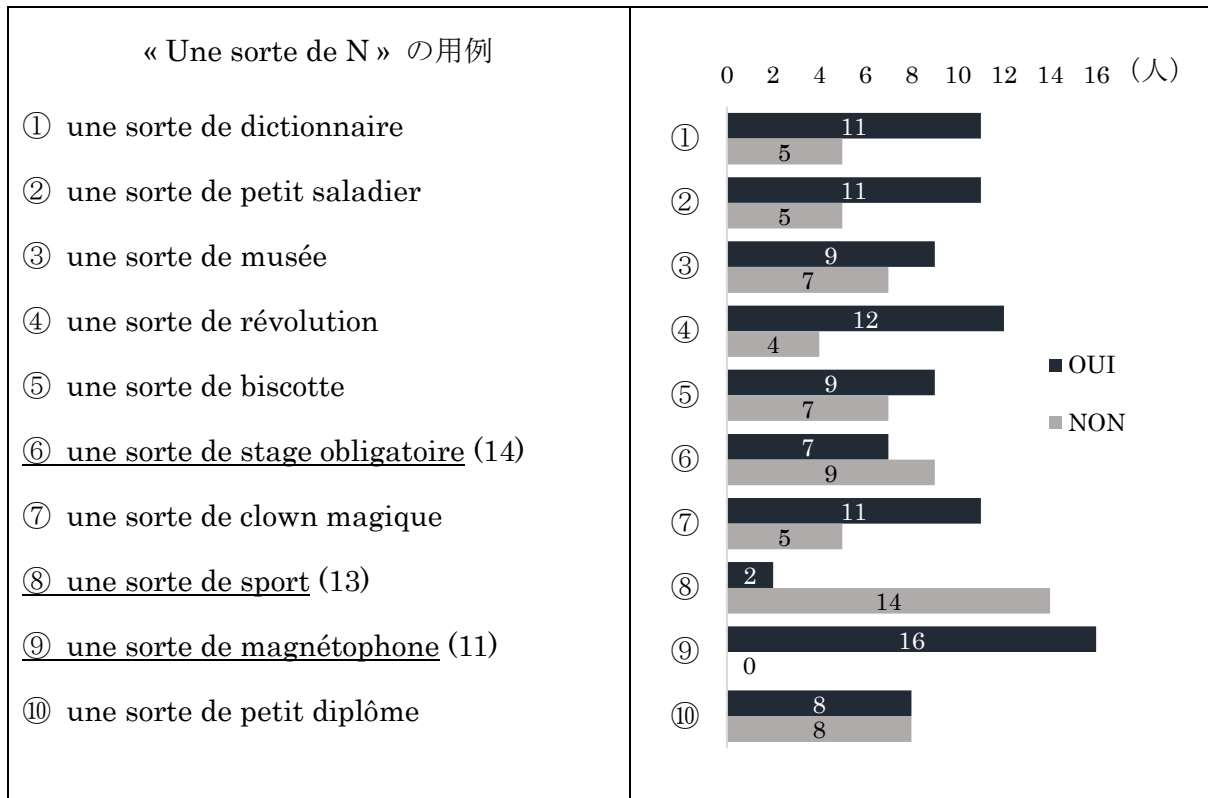 « Une sorte de N » の用例
① une sorte de dictionnaire
② une sorte de petit saladier
③ une sorte de musée
④ une sorte de révolution
⑤ une sorte de biscotte
⑥ une sorte de stage obligatoire (14)
⑦ une sorte de clown magique
⑧ une sorte de sport (13)
⑨ une sorte de magnétophone (11)
⑩ une sorte de petit diplôme
0 2 4 6 8 10 12 14 16 （人）
① 11
5
② 11
5
③ 9
7
④ 12
4
⑤ 9
7
⑥ 7
9
⑦ 11
5
⑧ 2
14
⑨ 16
0
⑩ 8
8
OUI
NON